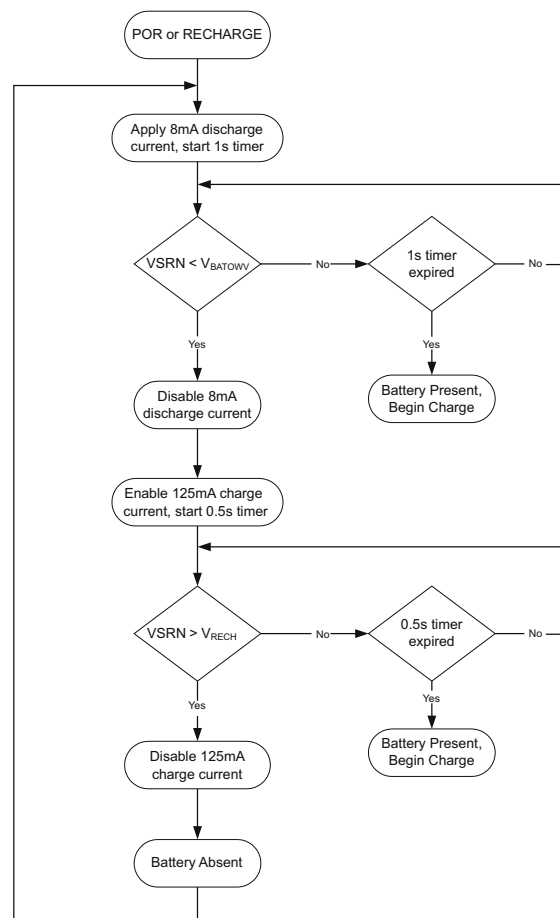 POR or RECHARGE
Apply 8mA discharge
current, start 1s timer
VSRN < VBATOWV
No
1s timer
expired
No
Yes
Yes
Disable 8mA
discharge current
Battery Present,
Begin Charge
Enable 125mA charge
current, start 0.5s timer
VSRN > VRECH
No
0.5s timer
expired
No
Yes
Yes
Disable 125mA
charge current
Battery Present,
Begin Charge
Battery Absent